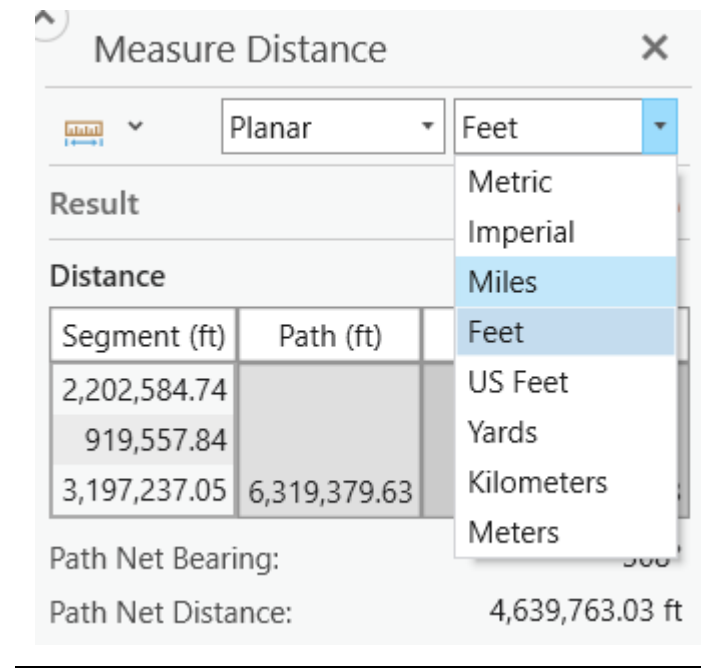 Measure Distance
Planar
Feet
Metric
Result
Imperial
Distance
Miles
Segment (ft)
Path (ft)
Feet
2,202,584.74
US Feet
919,557.84
Yards
3,197,237.05
6,319,379.63
Kilometers
Meters
Path Net Bearing:
Path Net Distance:
4,639,763.03 ft